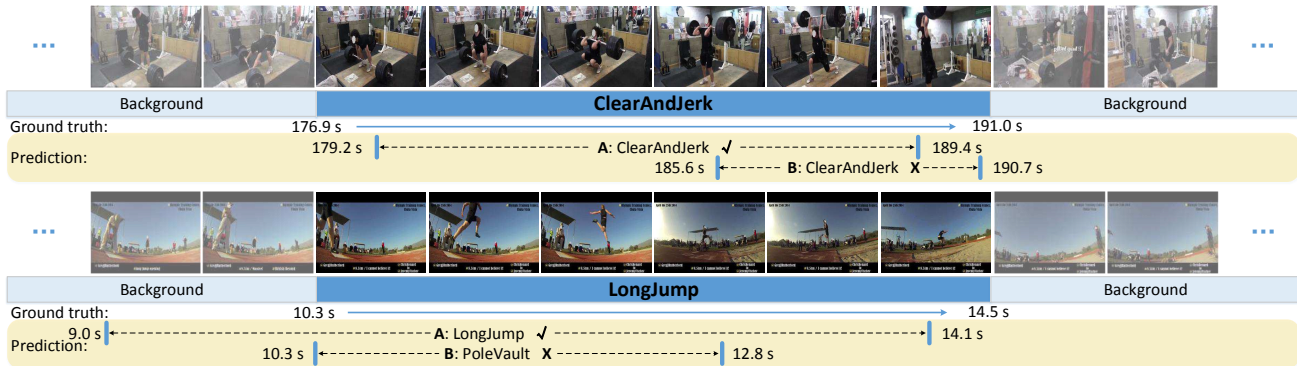 ...
Background ClearAndJerk Background
Ground truth: 176.9 s 191.0 s
Prediction: 179.2 s A: ClearAndJerk √ 189.4 s
185.6 s B: ClearAndJerk X 190.7 s
...
Background LongJump Background
Ground truth: 10.3 s 14.5 s
Prediction: 9.0 s A: LongJump √ 14.1 s
10.3 s B: PoleVault X 12.8 s